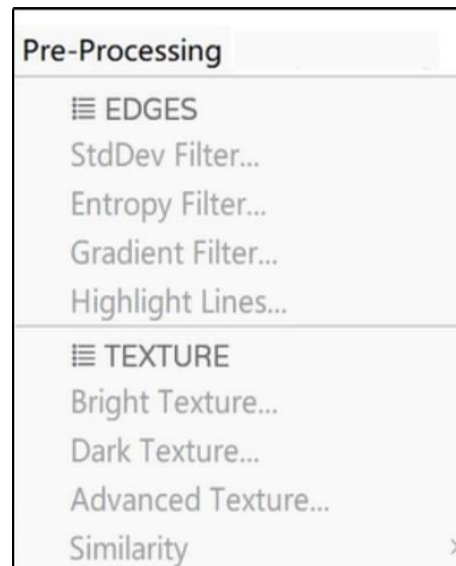 Pre-Processing
EDGES
StdDev Filter...
Entropy Filter...
Gradient Filter...
Highlight Lines...
TEXTURE
Bright Texture...
Dark Texture...
Advanced Texture...
Similarity